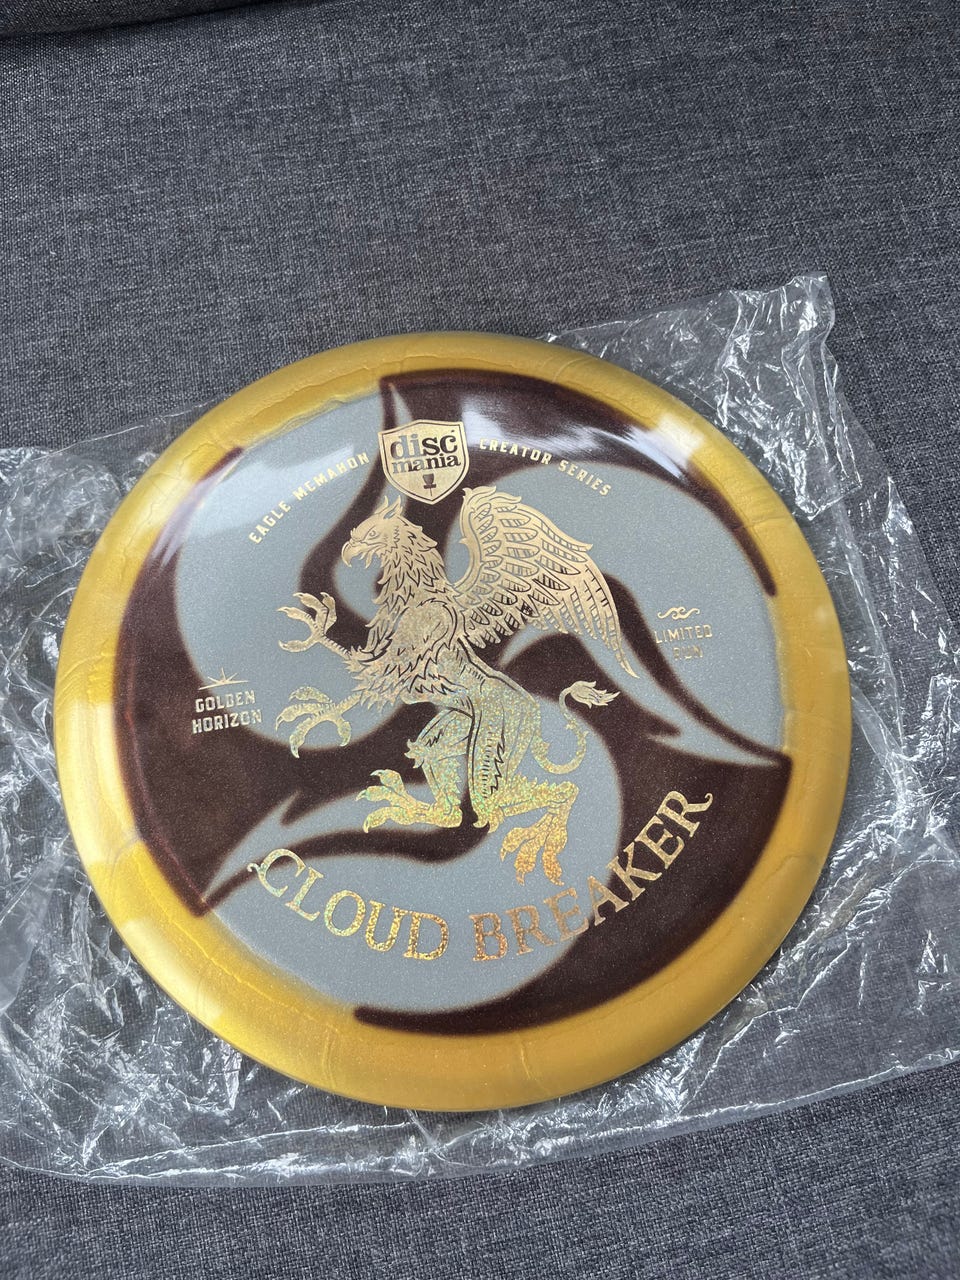 disc
mania
EAGLE MCMAHON CREATOR SERIES
LIMITED
RUN
GOLDEN
HORIZON
CLOUD BREAKER